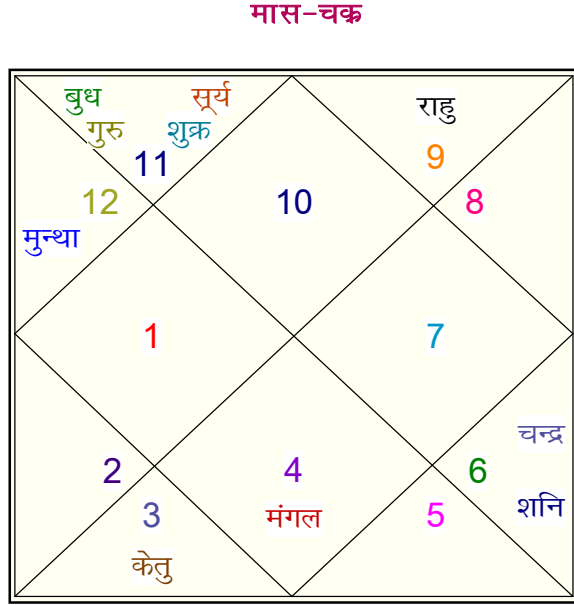 मास-चक्र
बुध सूर्य
राहु
गुरु शुक्र
11 9
12 10 8
मुन्था
1 7
चन्द्र
2 4 6
शनि
3 मंगल 5
केतु